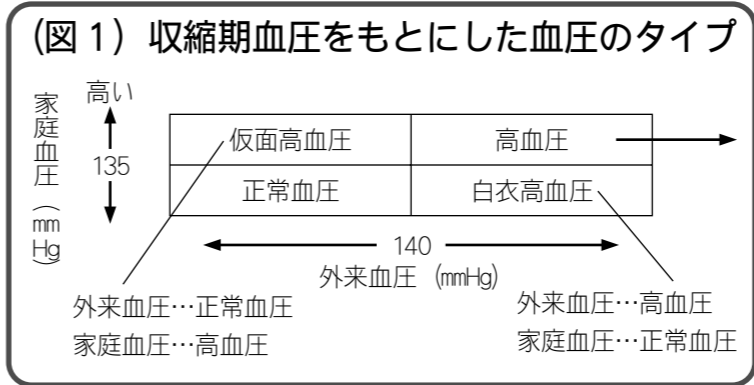 (図1) 収縮期血圧をもとにした血圧のタイプ
家庭血圧(mmHg)
高い
135
仮面高血圧
高血圧
正常血圧
白衣高血圧
140
外来血圧 (mmHg)
外来血圧…正常血圧
家庭血圧…高血圧
外来血圧…高血圧
家庭血圧…正常血圧